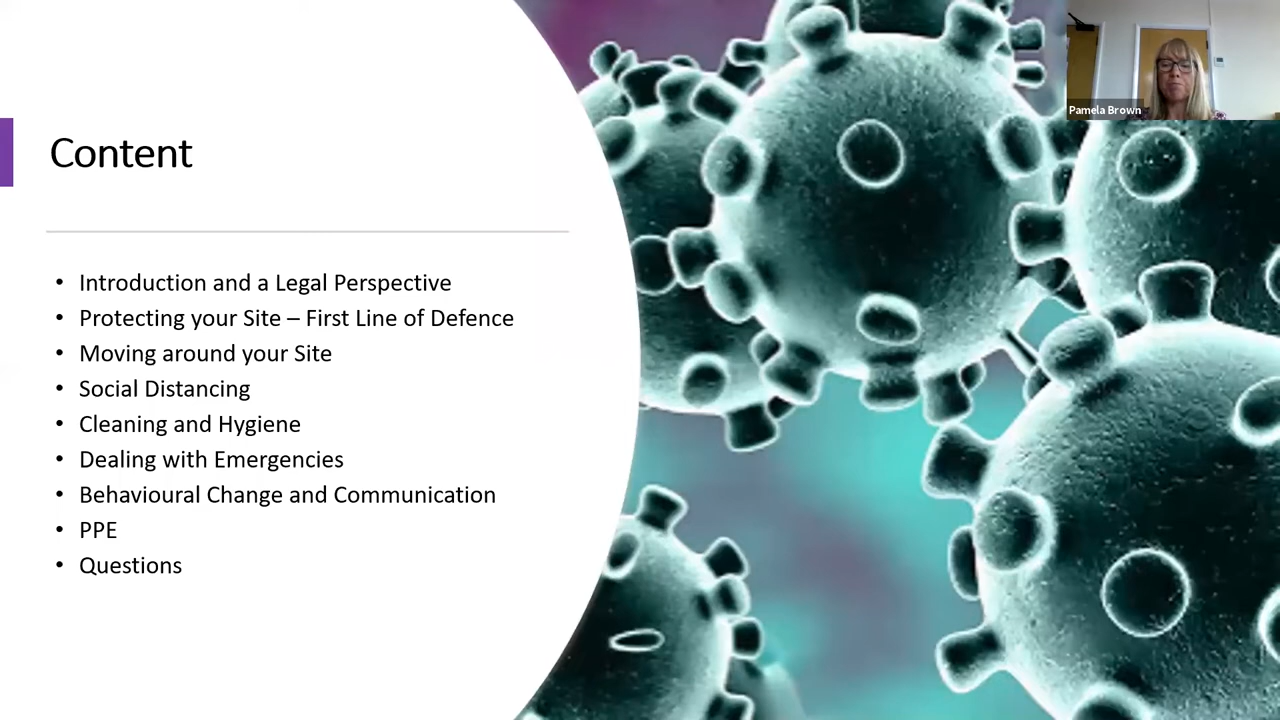 Pamela Brown
Content
• Introduction and a Legal Perspective
• Protecting your Site – First Line of Defence
• Moving around your Site
• Social Distancing
• Cleaning and Hygiene
• Dealing with Emergencies
• Behavioural Change and Communication
• PPE
• Questions